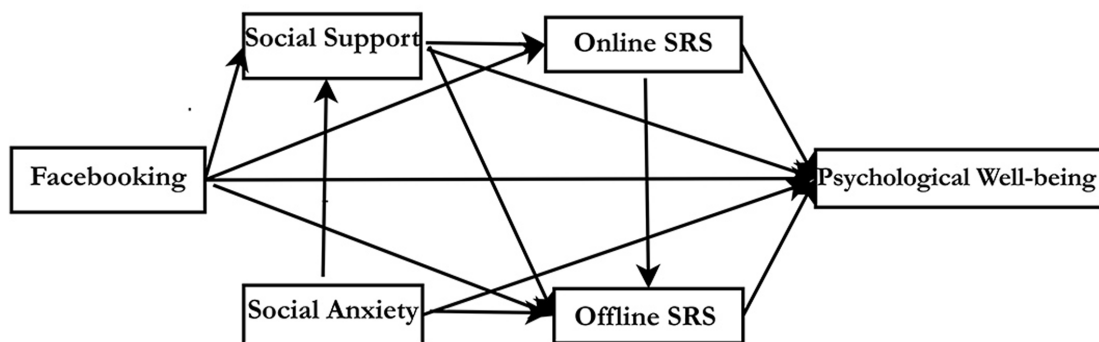 Social Support
Online SRS
Facebooking
Psychological Well-being
Social Anxiety
Offline SRS